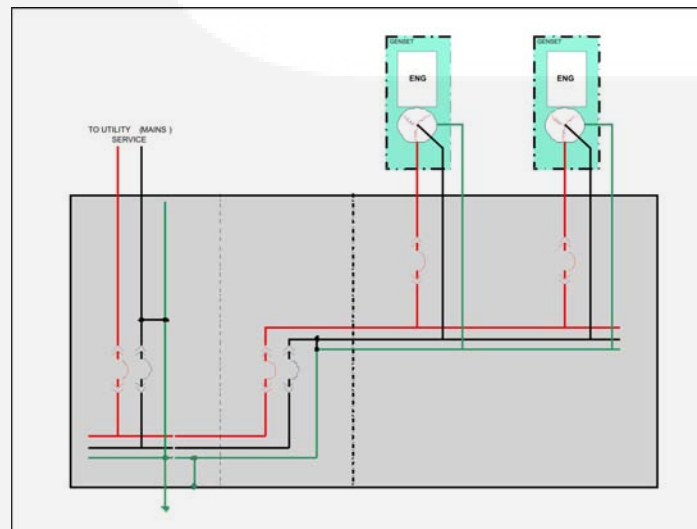 GENSET
ENG
GENSET
ENG
TO UTILITY (MAINS )
SERVICE